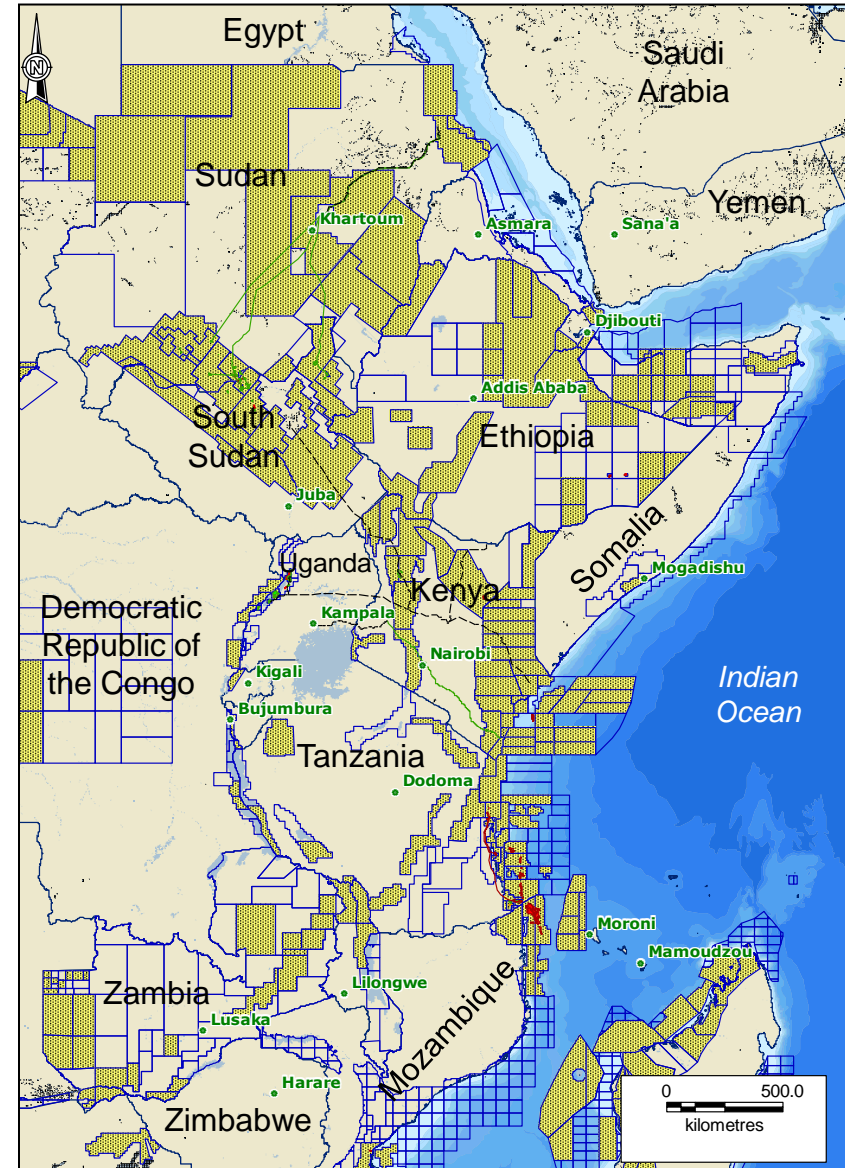 Egypt
Saudi
Arabia
N
Sudan
Yemen
Khartoum
Asmara
Sana'a
Djibouti
Addis Ababa
South
Sudan
Ethiopia
Juba
Somalia
Uganda
Mogadishu
Kenya
Democratic
Republic of
the Congo
Kampala
Nairobi
Kigali
Indian
Ocean
Bujumbura
Tanzania
Dodoma
Moroni
Mamoudzou
Mozambique
Zambia
Lilongwe
Lusaka
Harare
Zimbabwe
0 500.0
kilometres